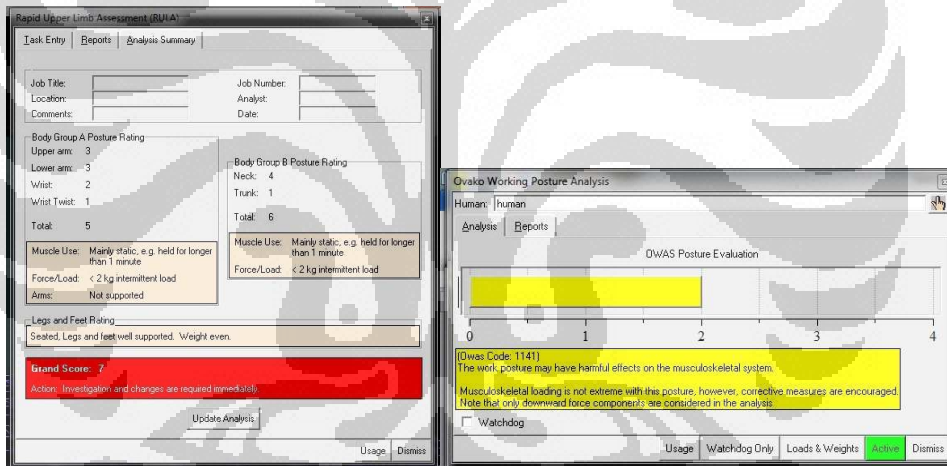 Rapid Upper Limb Assessment (RULA)
Task Entry Reports Analysis Summary
Job Title: Job Number:
Location: Analyst:
Comments: Date:
Body Group A Posture Rating
Upper arm: 3
Lower arm: 3
Wrist: 2
Wrist Twist: 1
Total: 5
Muscle Use: Mainly static, e.g. held for longer
than 1 minute
Force/Load: < 2 kg intermittent load
Arms: Not supported
Body Group B Posture Rating
Neck: 4
Trunk: 1
Total: 6
Muscle Use: Mainly static, e.g. held for longer
than 1 minute
Force/Load: < 2 kg intermittent load
Legs and Feet Rating
Seated, Legs and feet well supported. Weight even.
Grand Score: 7
Action: Investigation and changes are required immediately.
Update Analysis
Usage Dismiss
Ovako Working Posture Analysis
Human: human
Analysis Reports
OWAS Posture Evaluation
0 1 2 3 4
(Owas Code: 1141)
The work posture may have harmful effects on the musculoskeletal system.
Musculoskeletal loading is not extreme with this posture, however, corrective measures are encouraged.
Note that only downward force components are considered in the analysis
Watchdog
Usage Watchdog Only Loads & Weights Active Dismiss